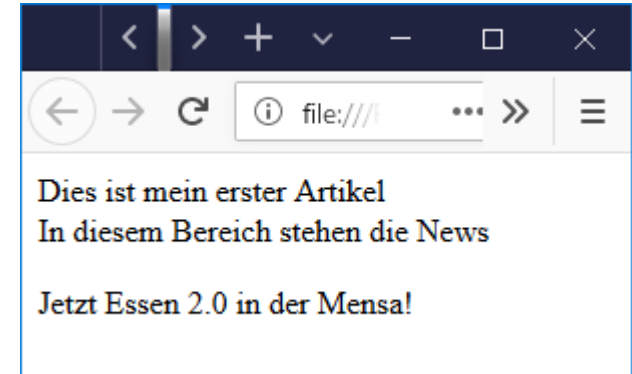 file:///
Dies ist mein erster Artikel
In diesem Bereich stehen die News
Jetzt Essen 2.0 in der Mensa!